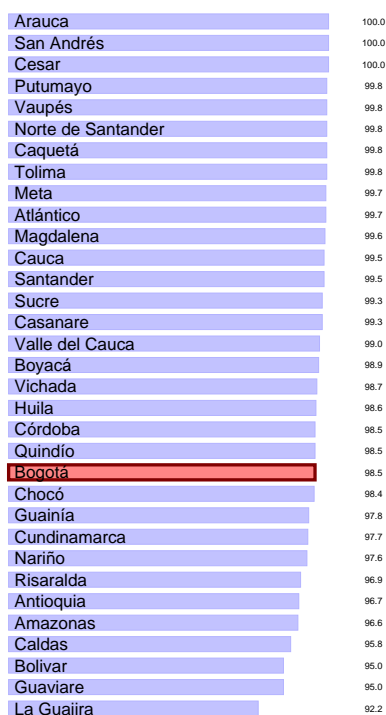 Arauca 100.0
San Andrés 100.0
Cesar 100.0
Putumayo 99.8
Vaupés 99.8
Norte de Santander 99.8
Caquetá 99.8
Tolima 99.8
Meta 99.7
Atlántico 99.7
Magdalena 99.6
Cauca 99.5
Santander 99.5
Sucre 99.3
Casanare 99.3
Valle del Cauca 99.0
Boyacá 98.9
Vichada 98.7
Huila 98.6
Córdoba 98.5
Quindío 98.5
Bogotá 98.5
Chocó 98.4
Guainía 97.8
Cundinamarca 97.7
Nariño 97.6
Risaralda 96.9
Antioquia 96.7
Amazonas 96.6
Caldas 95.8
Bolivar 95.0
Guaviare 95.0
La Guajira 92.2